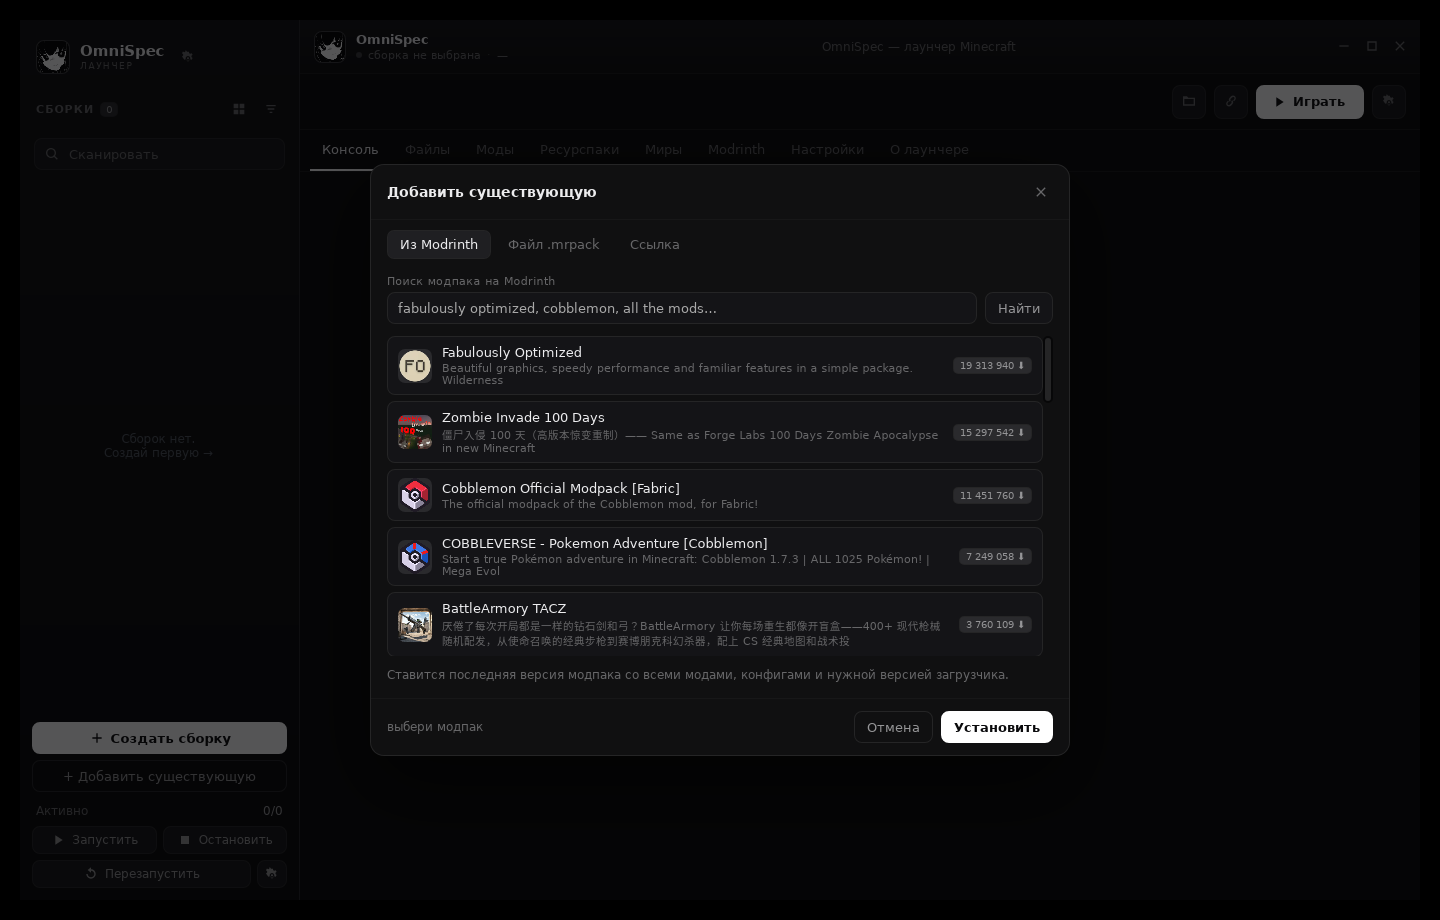 OmniSpec
ЛАУНЧЕР
OmniSpec
сборка не выбрана —
OmniSpec — лаунчер Minecraft
СБОРКИ 0
Играть
Сканировать
Консоль Файлы Моды Ресурспаки Миры Modrinth Настройки О лаунчере
Добавить существующую
Из Modrinth Файл .mrpack Ссылка
Поиск модпака на Modrinth
fabulously optimized, cobblemon, all the mods...
Найти
Fabulously Optimized
Beautiful graphics, speedy performance and familiar features in a simple package.
Wilderness
19 313 940 ⬇
Zombie Invade 100 Days
僵尸入侵 100 天（高版本惊变重制）—— Same as Forge Labs 100 Days Zombie Apocalypse
in new Minecraft
15 297 542 ⬇
Cobblemon Official Modpack [Fabric]
The official modpack of the Cobblemon mod, for Fabric!
11 451 760 ⬇
COBBLEVERSE - Pokemon Adventure [Cobblemon]
Start a true Pokémon adventure in Minecraft: Cobblemon 1.7.3 | ALL 1025 Pokémon! |
Mega Evol
7 249 058 ⬇
BattleArmory TACZ
厌倦了每次开局都是一样的钻石剑和弓？BattleArmory 让你每场重生都像开盲盒——400+ 现代枪械
随机配发，从使命召唤的经典步枪到赛博朋克科幻杀器，配上 CS 经典地图和战术投
3 760 109 ⬇
Ставится последняя версия модпака со всеми модами, конфигами и нужной версией загрузчика.
выбери модпак
Отмена
Установить
Сборок нет.
Создай первую →
+ Создать сборку
+ Добавить существующую
Активно 0/0
Запустить
Остановить
Перезапустить